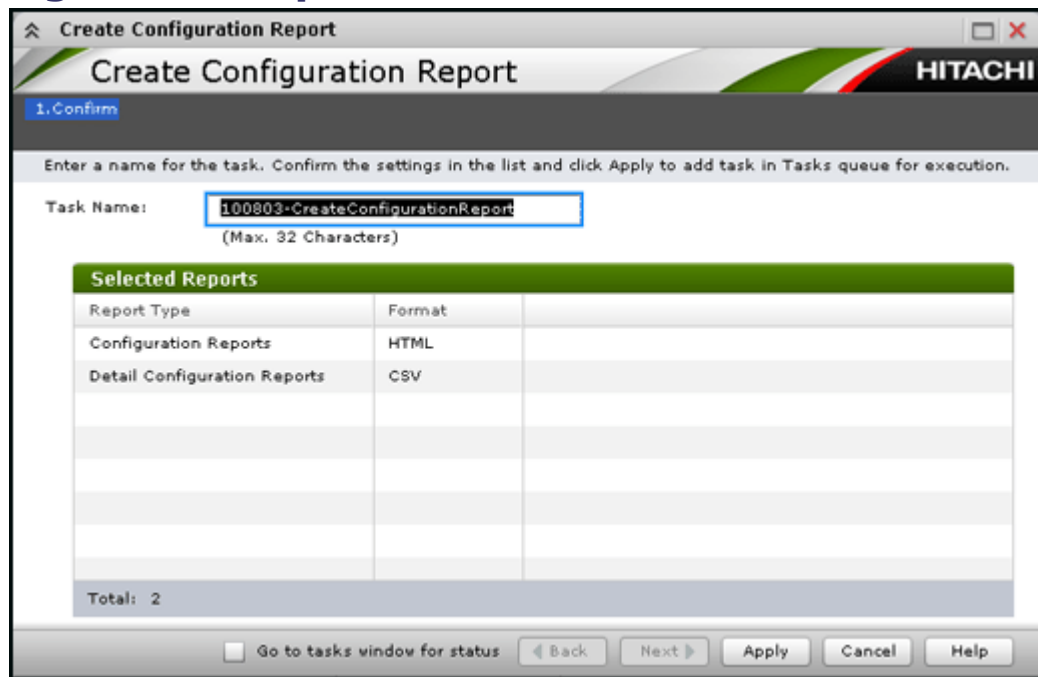 Create Configuration Report
Create Configuration Report
HITACHI
1.Confirm
Enter a name for the task. Confirm the settings in the list and click Apply to add task in Tasks queue for execution.
Task Name: 100803-CreateConfigurationReport
(Max. 32 Characters)
Selected Reports
Report Type Format
Configuration Reports HTML
Detail Configuration Reports CSV
Total: 2
Go to tasks window for status Back Next Apply Cancel Help